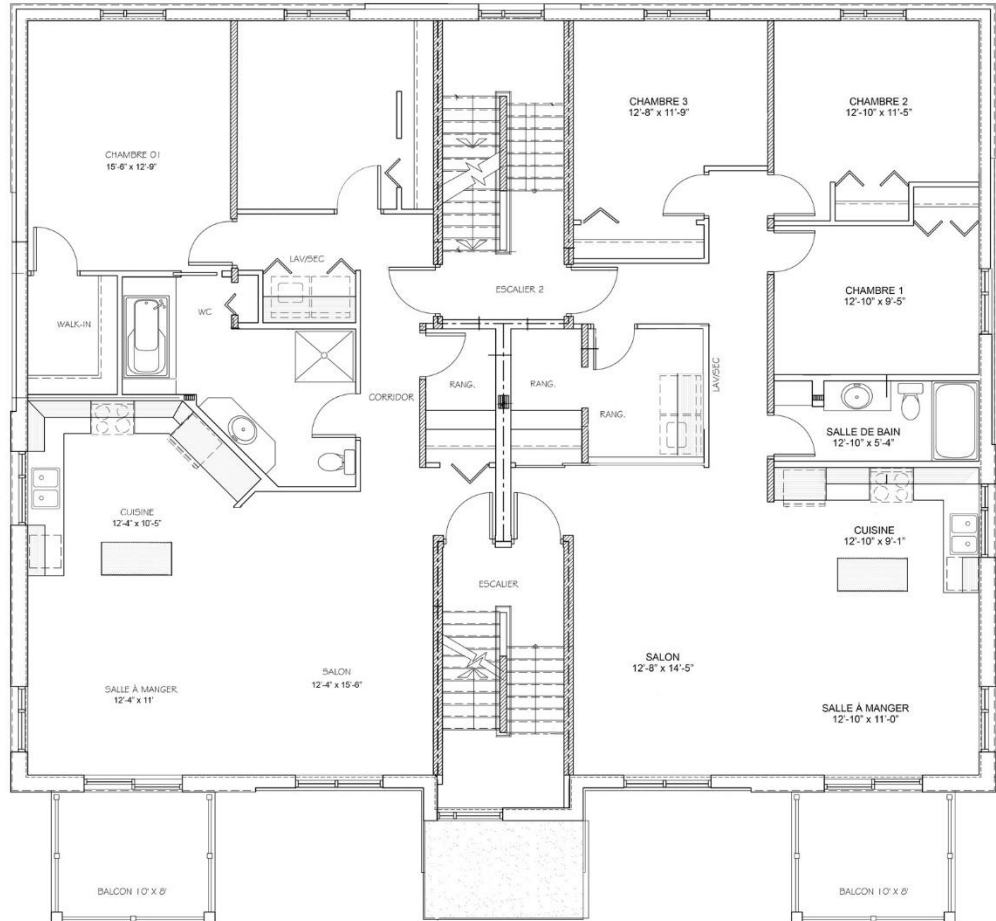 CHAMBRE 3
12'-8" x 11'-9"
CHAMBRE 2
12'-10" x 11'-5"
CHAMBRE 01
15'-6" x 12'-9"
LAV/SEC
ESCALIER 2
CHAMBRE 1
12'-10" x 9'-5"
WC
WALK-IN
CORRIDOR
RANG.
RANG.
RANG.
LAV/SEC
SALLE DE BAIN
12'-10" x 5'-4"
CUISINE
12'-4" x 10'-5"
CUISINE
12'-10" x 9'-1"
ESCALIER
SALON
12'-4" x 15'-6"
SALON
12'-8" x 14'-5"
SALLE À MANGER
12'-4" x 11'
SALLE À MANGER
12'-10" x 11'-0"
BALCON 10' X 8'
BALCON 10' X 8'